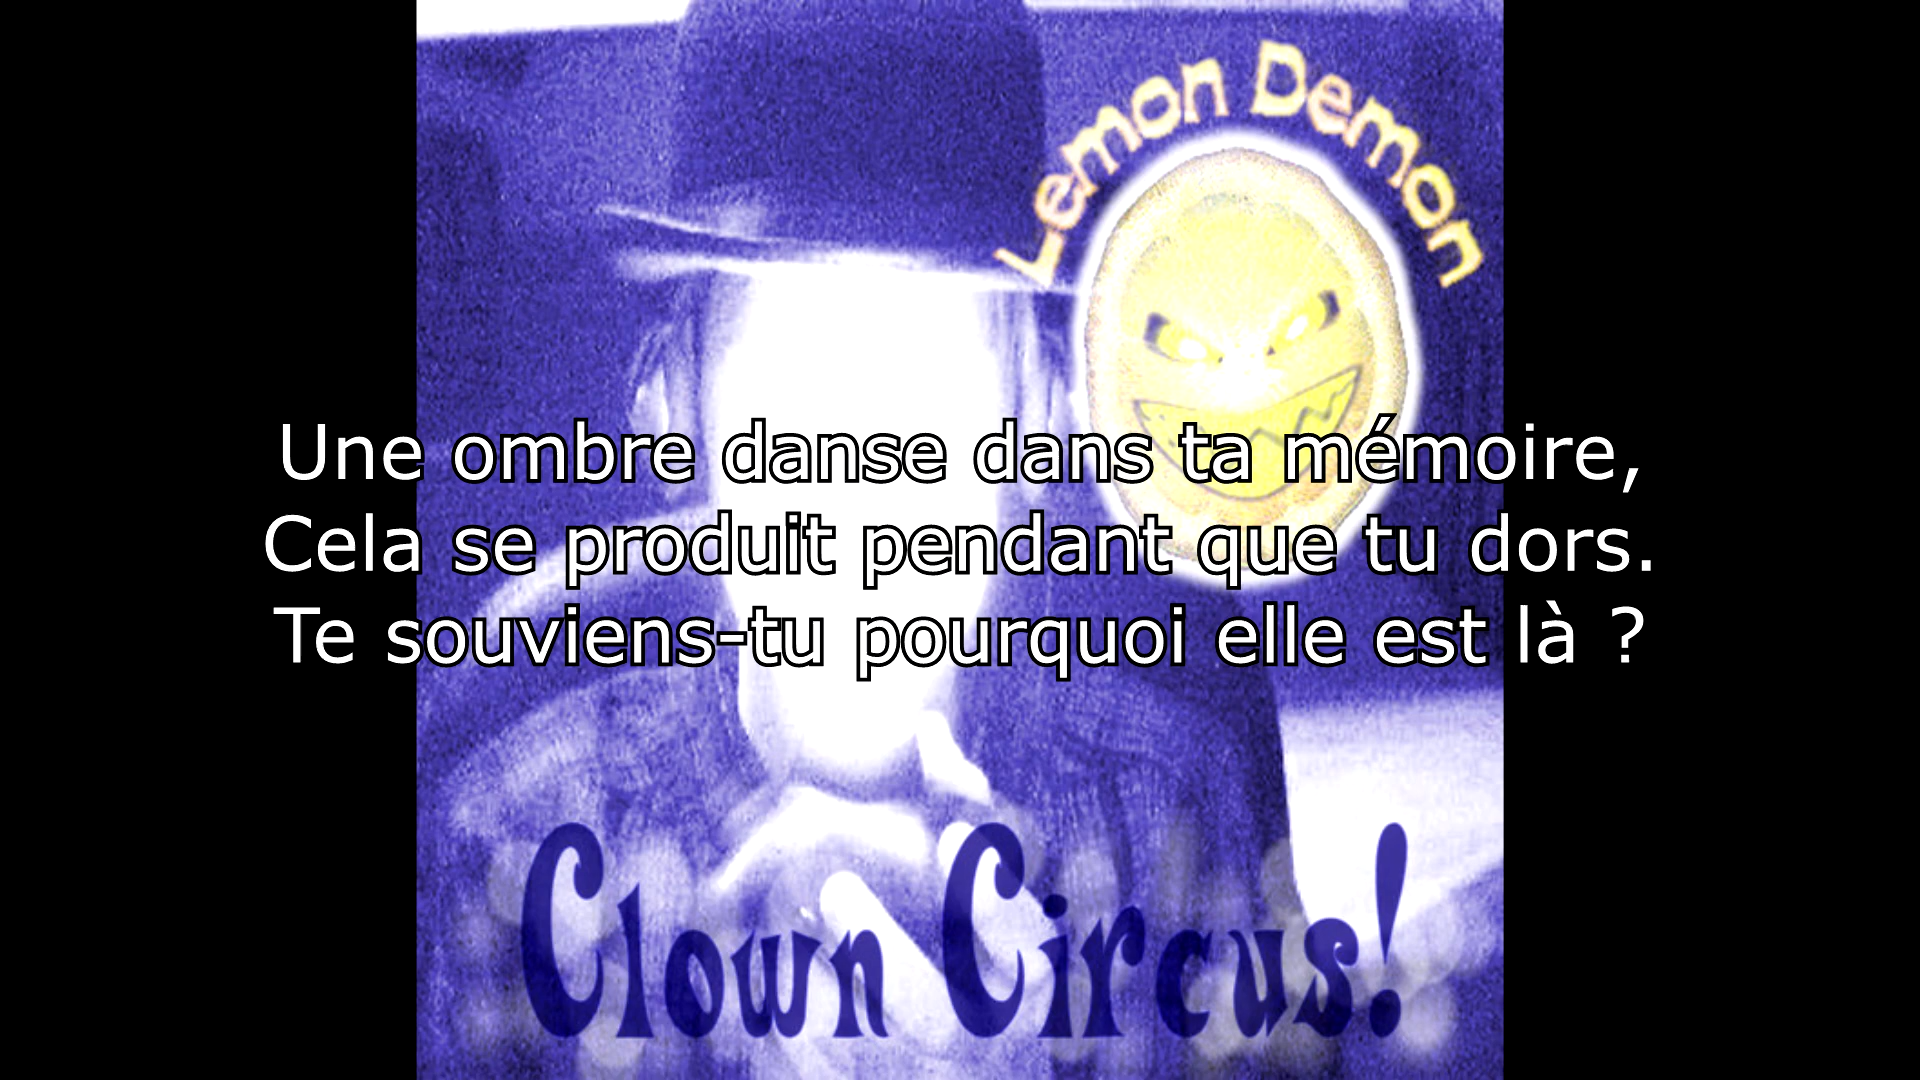 Lemon Demon
Une ombre danse dans ta mémoire,
Cela se produit pendant que tu dors.
Te souviens-tu pourquoi elle est là ?
Clown Circus!